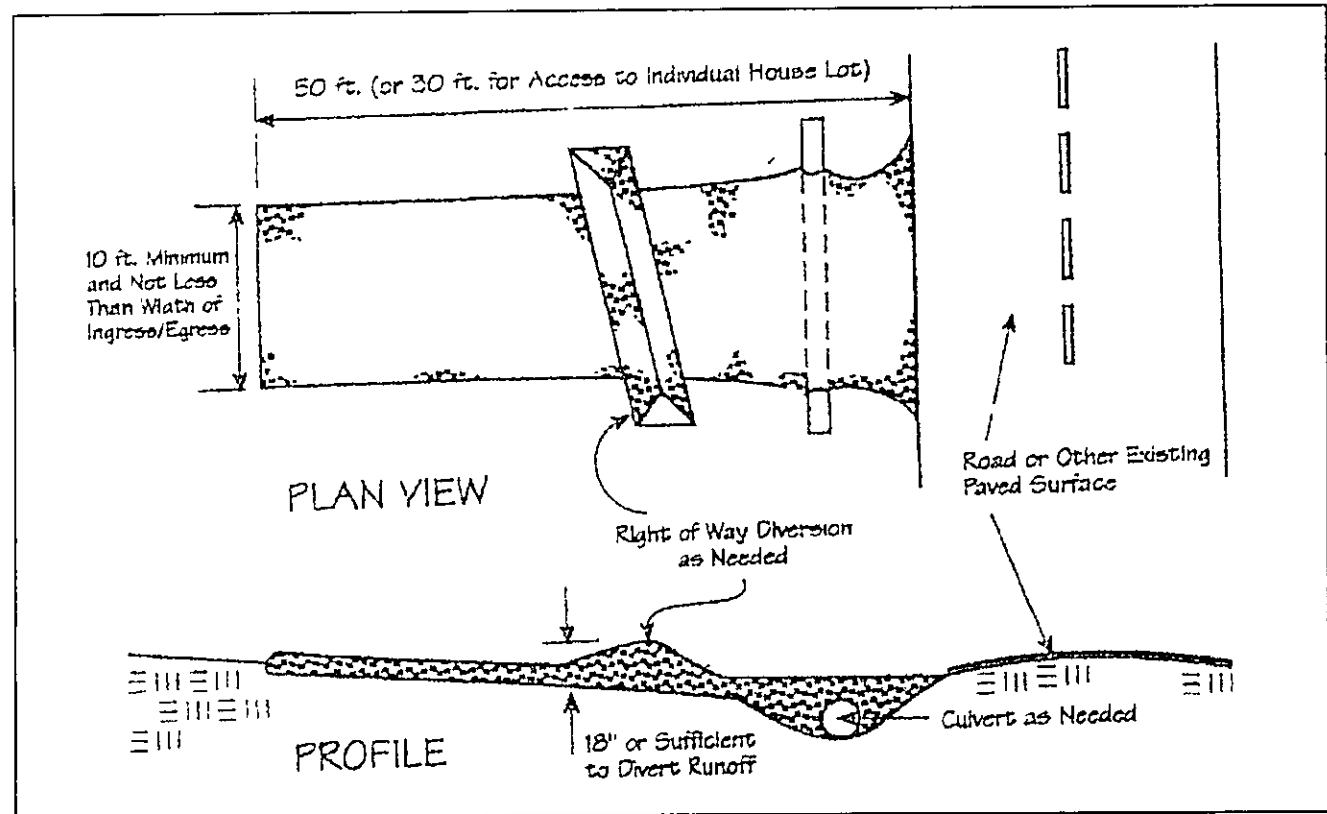 50 ft. (or 30 ft. for Access to Individual House Lot)
10 ft. Minimum
and Not Less
Than Width of
Ingress/Egress
PLAN VIEW
Road or Other Existing
Paved Surface
Right of Way Diversion
as Needed
Culvert as Needed
18" or Sufficient
to Divert Runoff
PROFILE